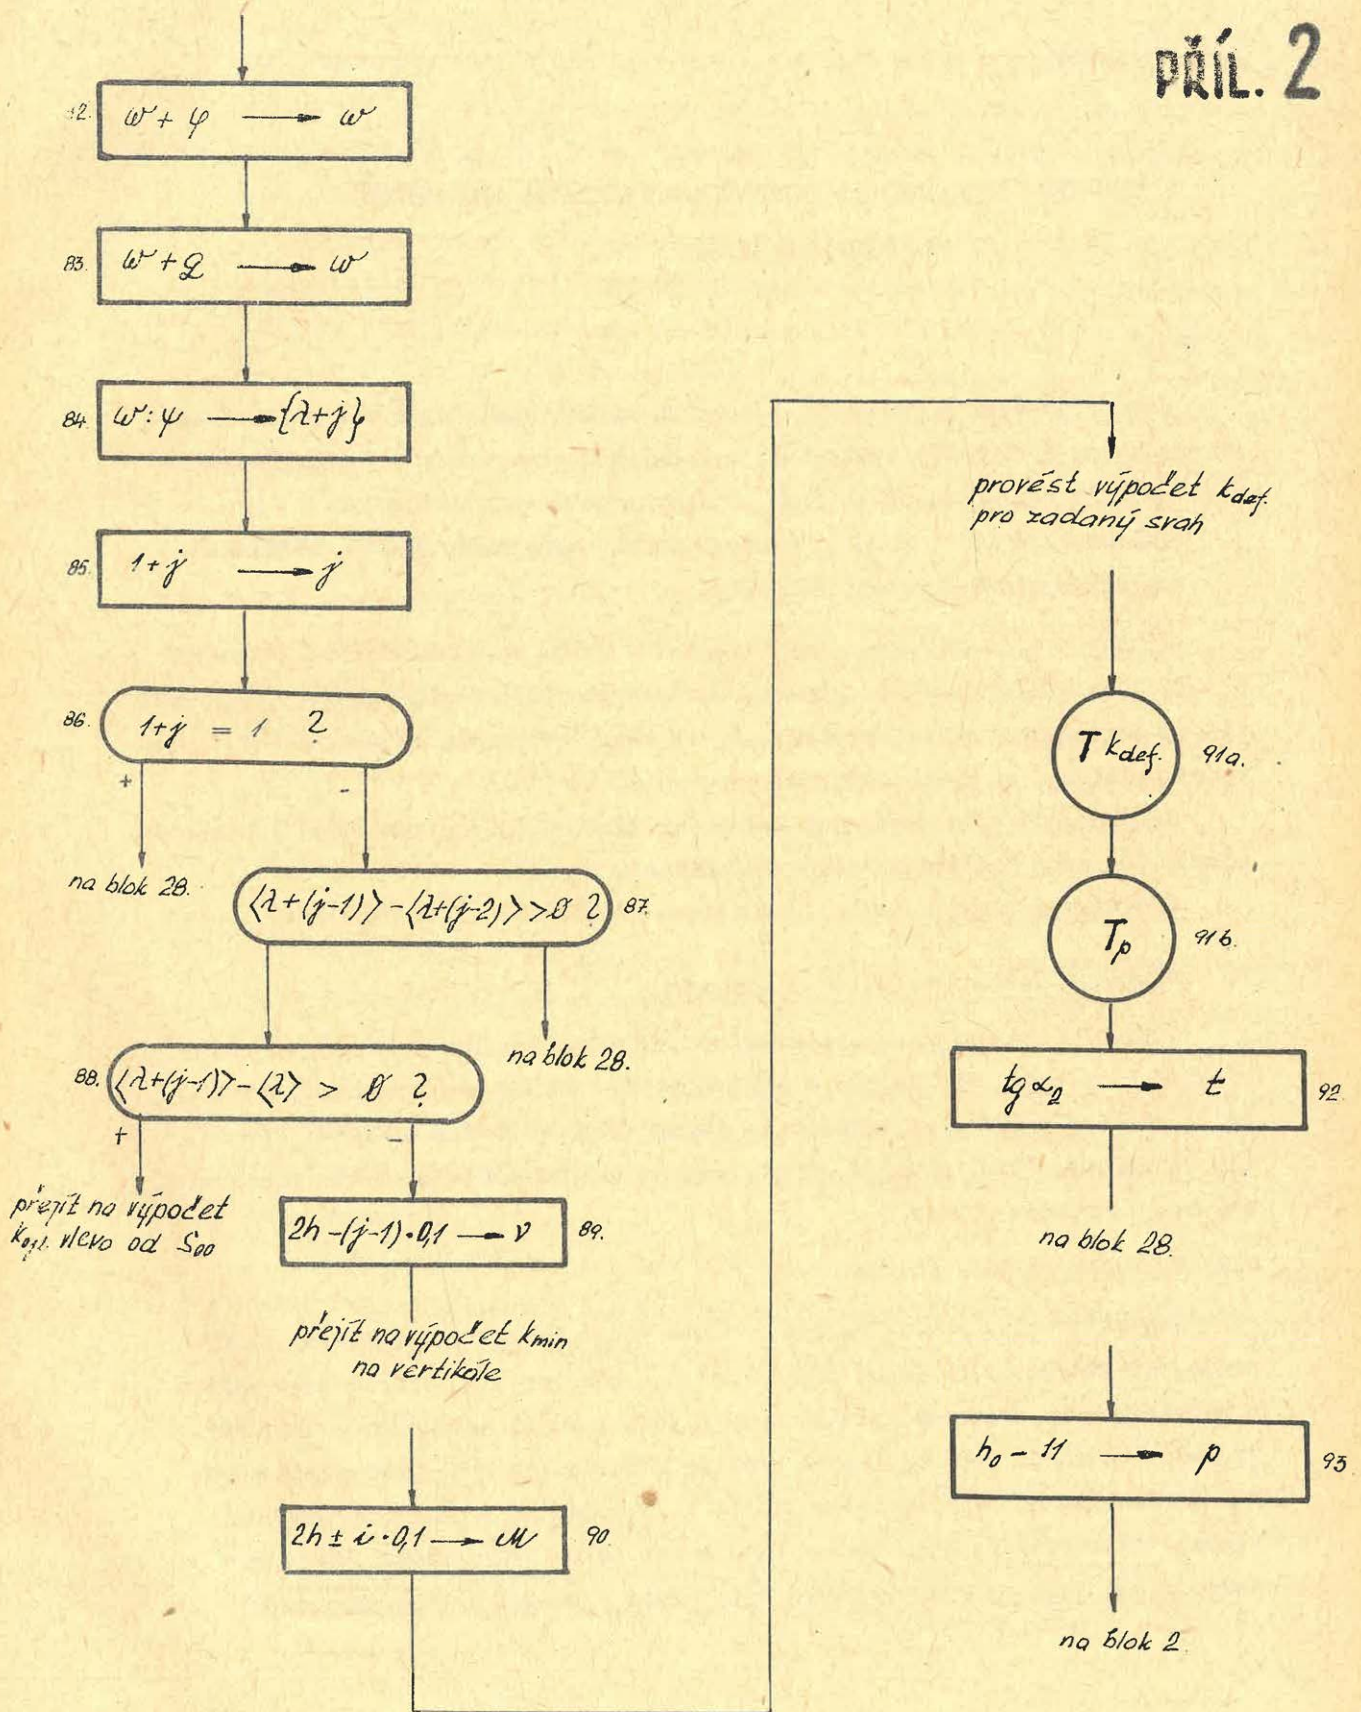 PŘÍL. 2
ω + φ → ω
83. ω + Q → ω
84. ω : ψ → {λ+j}
85. 1+j → j
86. 1+j = 1 ?
+ -
na blok 28.
⟨λ+(j-1)⟩ - ⟨λ+(j-2)⟩ > Ø ? 87.
na blok 28.
88. ⟨λ+(j-1)⟩ - ⟨λ⟩ > Ø ?
+ -
přejít na výpočet
vlevo od S₀₀
2h - (j-1) · 0,1 → ν 89.
přejít na výpočet kmin
na vertikále
2h ± i · 0,1 → M 90.
provést výpočet kdef.
pro zadaný svah
T kdef. 91a.
Tp 91b.
tg α₂ → t 92
na blok 28.
h₀ - 11 → p 93
na blok 2